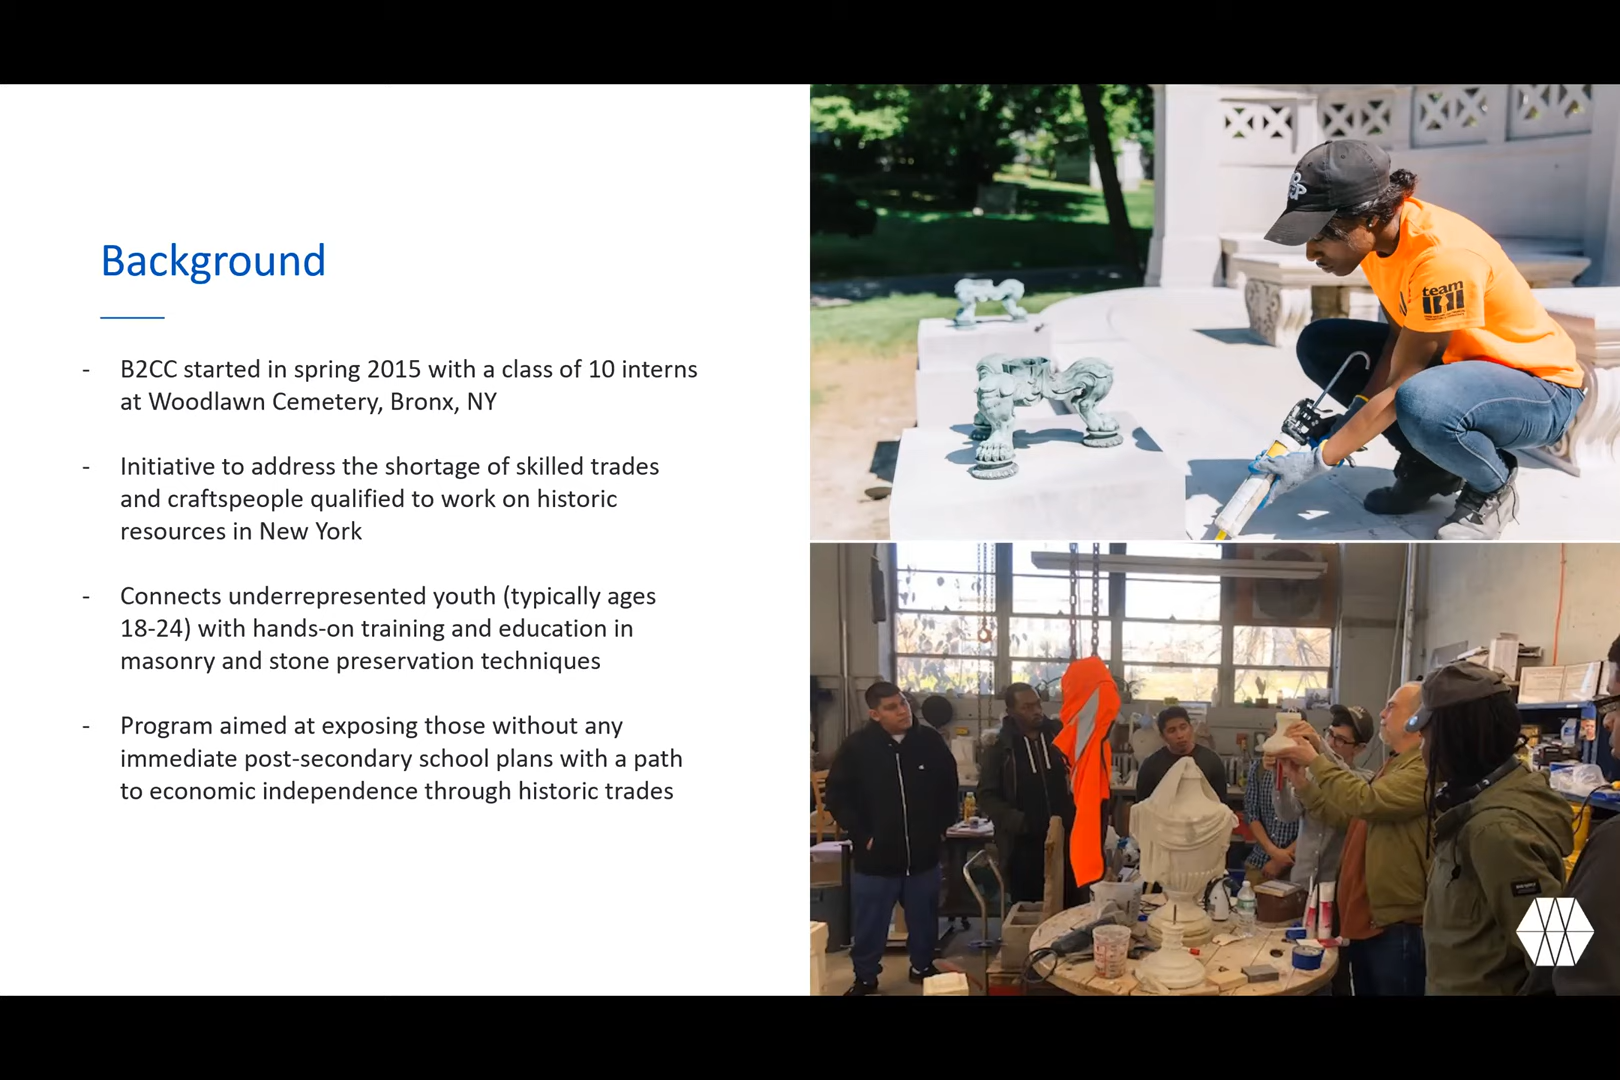 Background
- B2CC started in spring 2015 with a class of 10 interns
at Woodlawn Cemetery, Bronx, NY
- Initiative to address the shortage of skilled trades
and craftspeople qualified to work on historic
resources in New York
- Connects underrepresented youth (typically ages
18-24) with hands-on training and education in
masonry and stone preservation techniques
- Program aimed at exposing those without any
immediate post-secondary school plans with a path
to economic independence through historic trades
team